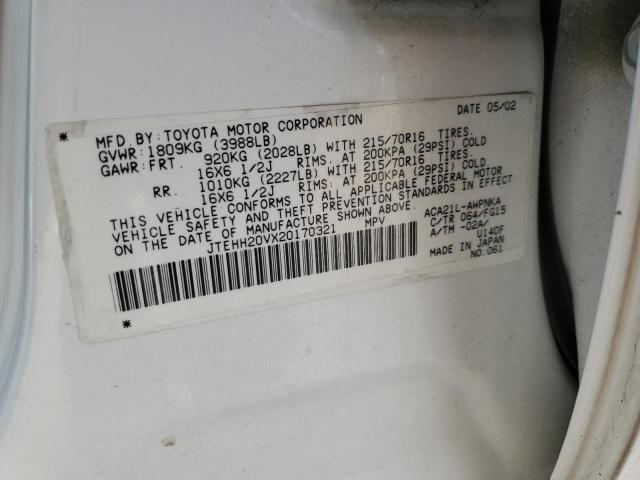 DATE 05/02
* MFD. BY: TOYOTA MOTOR CORPORATION
GVWR: 1809KG (3988LB)
GAWR: FRT. 920KG (2028LB) WITH 215/70R16 TIRES.
16X6 1/2J RIMS. AT 200KPA (29PSI) COLD
RR. 1010KG (2227LB) WITH 215/70R16 TIRES.
16X6 1/2J RIMS. AT 200KPA (29PSI) COLD.
THIS VEHICLE CONFORMS TO ALL APPLICABLE FEDERAL MOTOR
VEHICLE SAFETY AND THEFT PREVENTION STANDARDS IN EFFECT
ON THE DATE OF MANUFACTURE SHOWN ABOVE.
JTEHH20VX20170321 MPV
ACA21L-AWPNKA
C/TR 064/FG15
A/TM -02A/ U140F
MADE IN JAPAN
NO.061
*